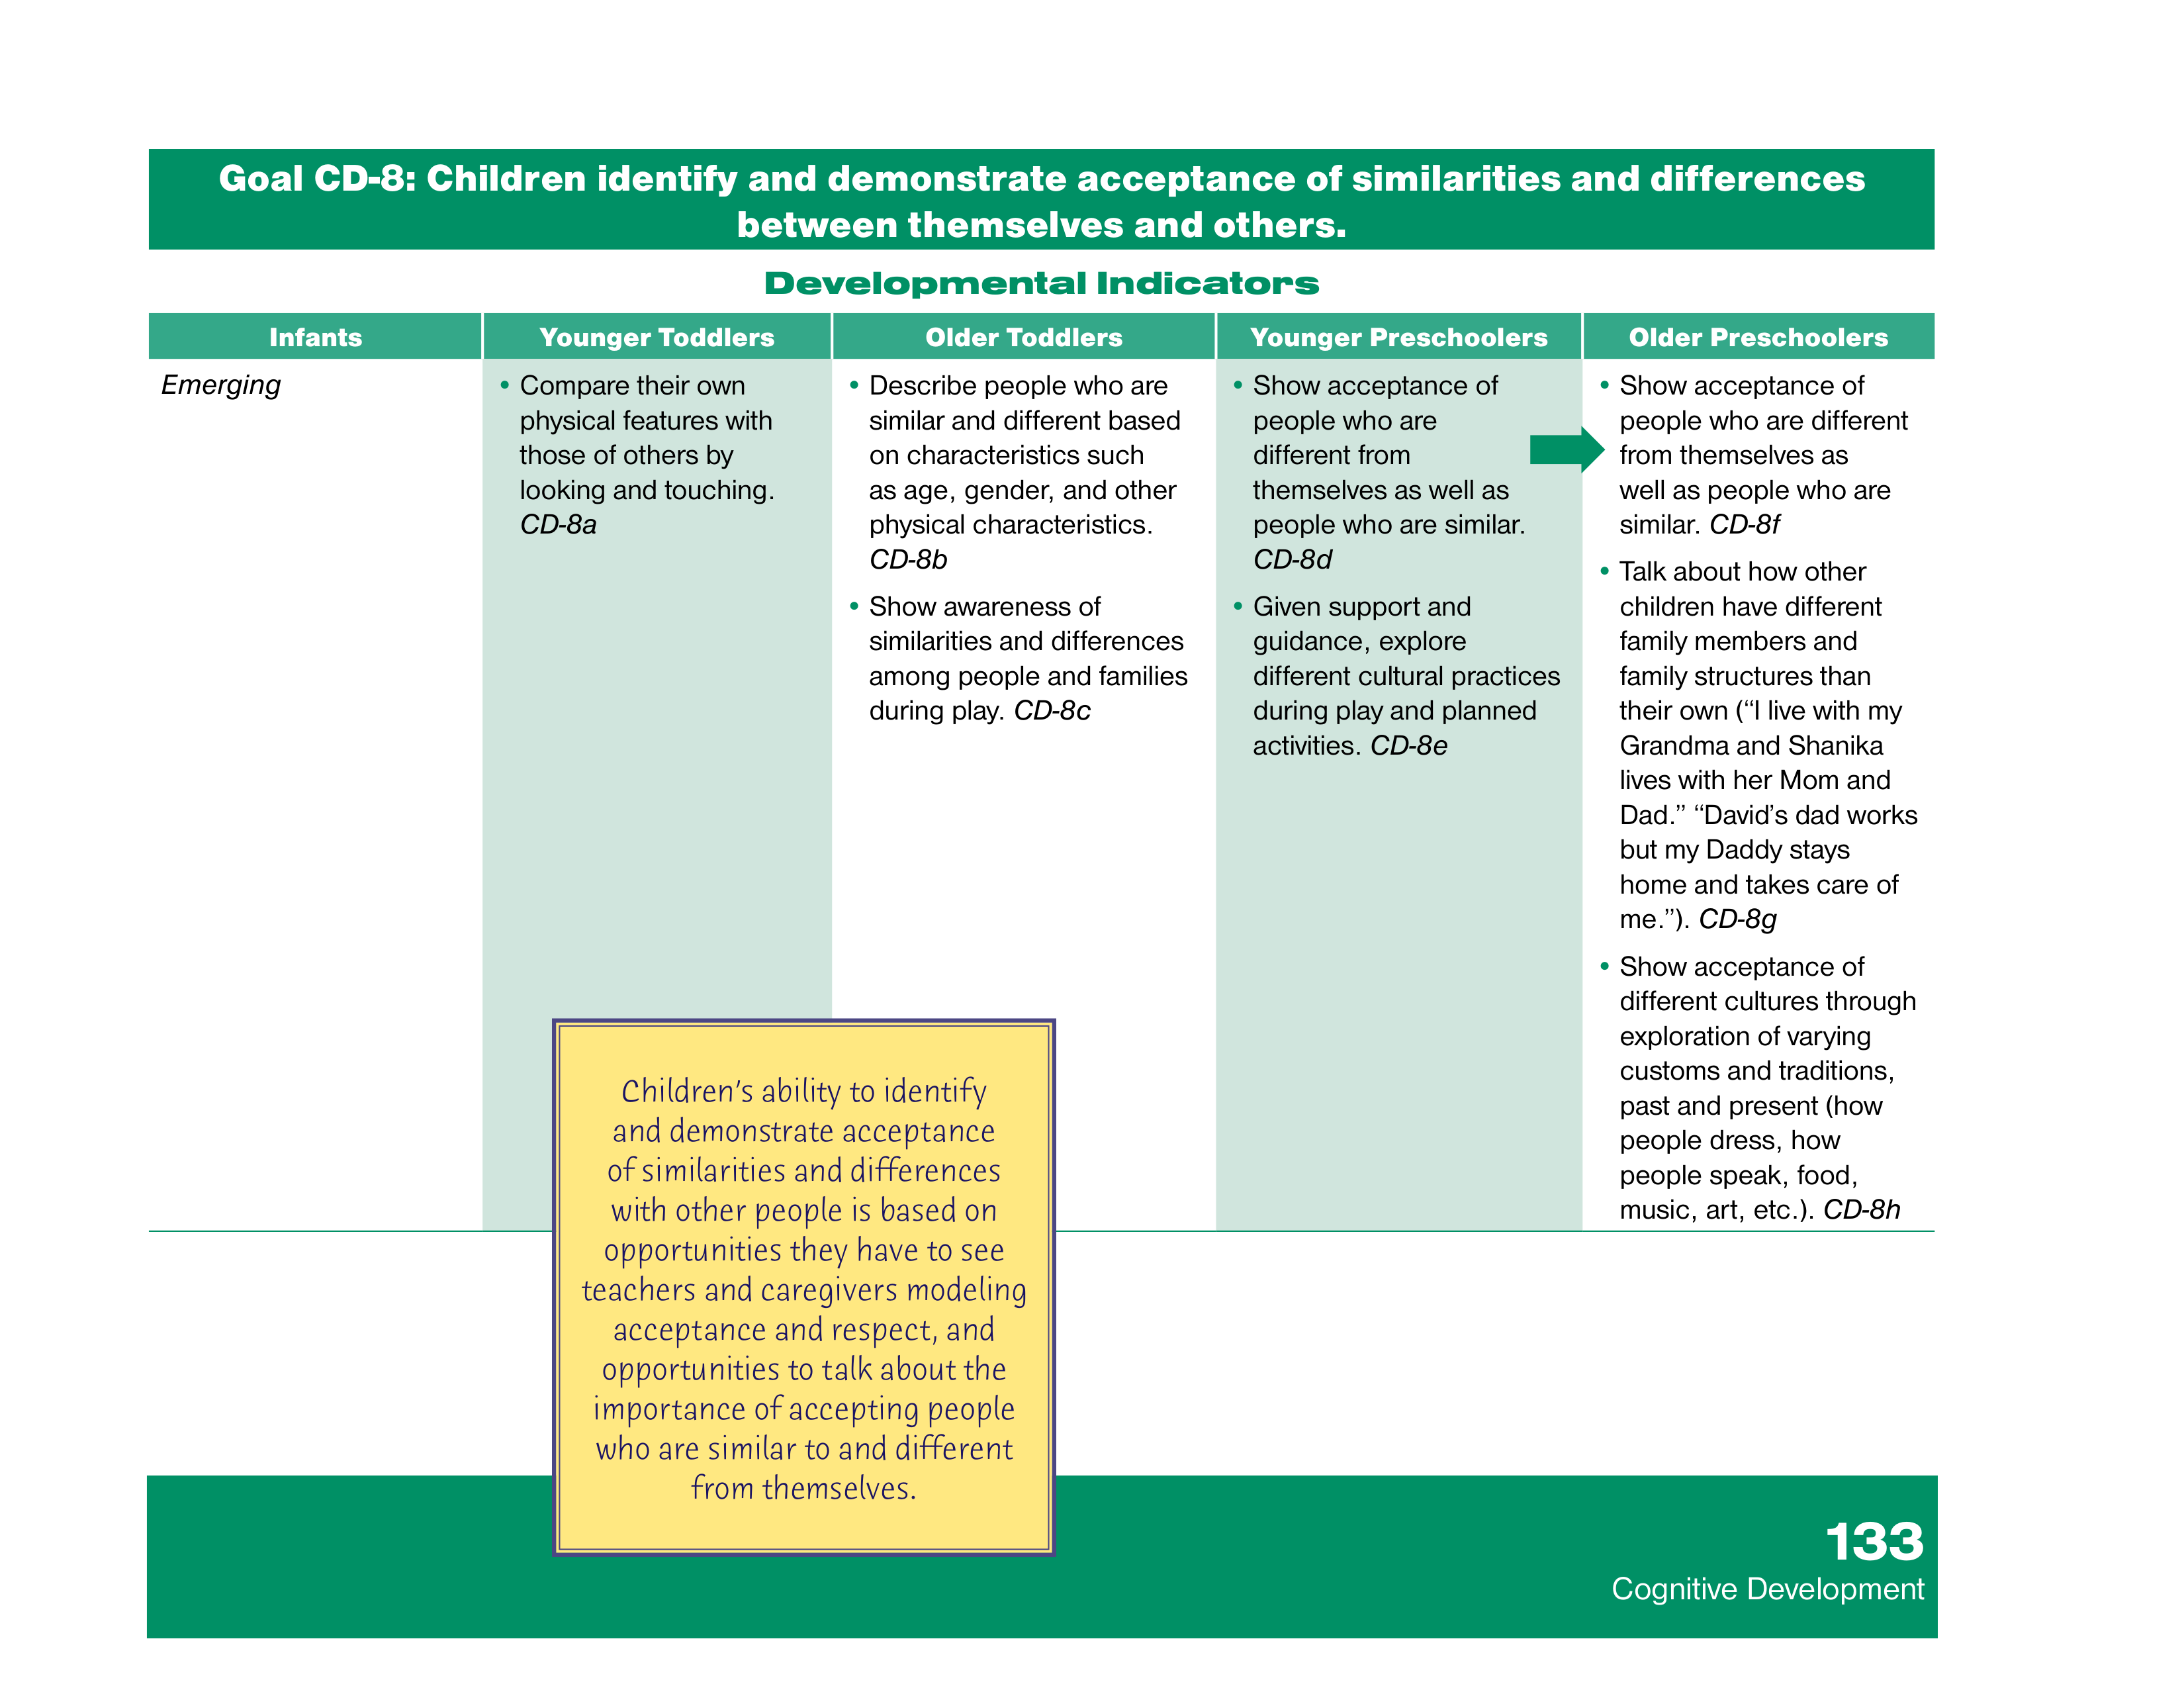 Goal CD-8: Children identify and demonstrate acceptance of similarities and differences
between themselves and others.
Developmental Indicators
Infants
Younger Toddlers
Older Toddlers
Younger Preschoolers
Older Preschoolers
Emerging
• Compare their own
physical features with
those of others by
looking and touching.
CD-8a
• Describe people who are
similar and different based
on characteristics such
as age, gender, and other
physical characteristics.
CD-8b
• Show awareness of
similarities and differences
among people and families
during play. CD-8c
• Show acceptance of
people who are
different from
themselves as well as
people who are similar.
CD-8d
• Given support and
guidance, explore
different cultural practices
during play and planned
activities. CD-8e
• Show acceptance of
people who are different
from themselves as
well as people who are
similar. CD-8f
• Talk about how other
children have different
family members and
family structures than
their own (“I live with my
Grandma and Shanika
lives with her Mom and
Dad.” “David’s dad works
but my Daddy stays
home and takes care of
me.”). CD-8g
• Show acceptance of
different cultures through
exploration of varying
customs and traditions,
past and present (how
people dress, how
people speak, food,
music, art, etc.). CD-8h
Children’s ability to identify
and demonstrate acceptance
of similarities and differences
with other people is based on
opportunities they have to see
teachers and caregivers modeling
acceptance and respect, and
opportunities to talk about the
importance of accepting people
who are similar to and different
from themselves.
133
Cognitive Development